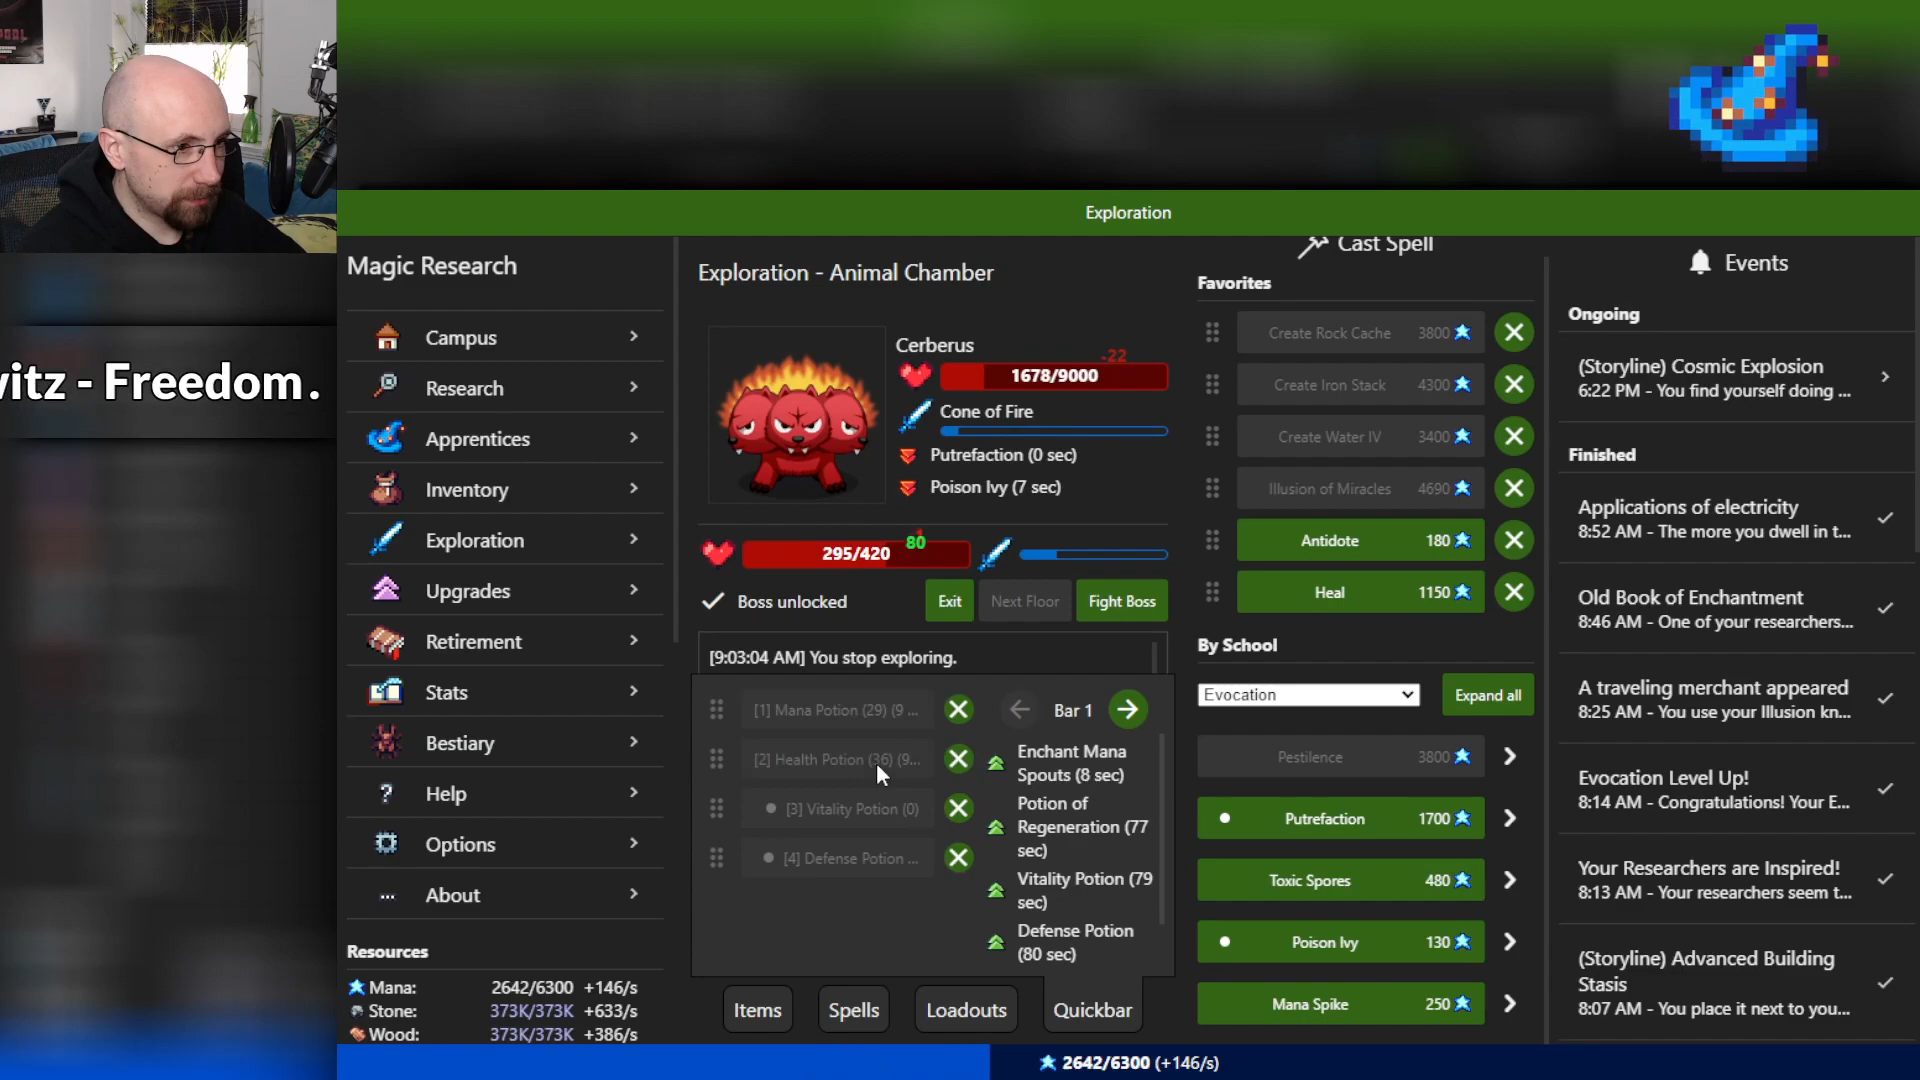 Exploration
witz - Freedom.
Magic Research
Campus
Research
Apprentices
Inventory
Exploration
Upgrades
Retirement
Stats
Bestiary
Help
Options
About
Resources
Mana: 2642/6300 +146/s
Stone: 373K/373K +633/s
Wood: 373K/373K +386/s
Exploration - Animal Chamber
Cerberus
-22
1678/9000
Cone of Fire
Putrefaction (0 sec)
Poison Ivy (7 sec)
80
295/420
Boss unlocked
Exit
Next Floor
Fight Boss
[9:03:04 AM] You stop exploring.
[1] Mana Potion (29) (9 ...
[2] Health Potion (36) (9...
[3] Vitality Potion (0)
[4] Defense Potion ...
Bar 1
Enchant Mana
Spouts (8 sec)
Potion of
Regeneration (77
sec)
Vitality Potion (79
sec)
Defense Potion
(80 sec)
Items
Spells
Loadouts
Quickbar
Cast Spell
Favorites
Create Rock Cache 3800
Create Iron Stack 4300
Create Water IV 3400
Illusion of Miracles 4690
Antidote 180
Heal 1150
By School
Evocation
Expand all
Pestilence 3800
Putrefaction 1700
Toxic Spores 480
Poison Ivy 130
Mana Spike 250
Events
Ongoing
(Storyline) Cosmic Explosion
6:22 PM - You find yourself doing ...
Finished
Applications of electricity
8:52 AM - The more you dwell in t...
Old Book of Enchantment
8:46 AM - One of your researchers...
A traveling merchant appeared
8:25 AM - You use your Illusion kn...
Evocation Level Up!
8:14 AM - Congratulations! Your E...
Your Researchers are Inspired!
8:13 AM - Your researchers seem t...
(Storyline) Advanced Building
Stasis
8:07 AM - You place it next to you...
2642/6300 (+146/s)